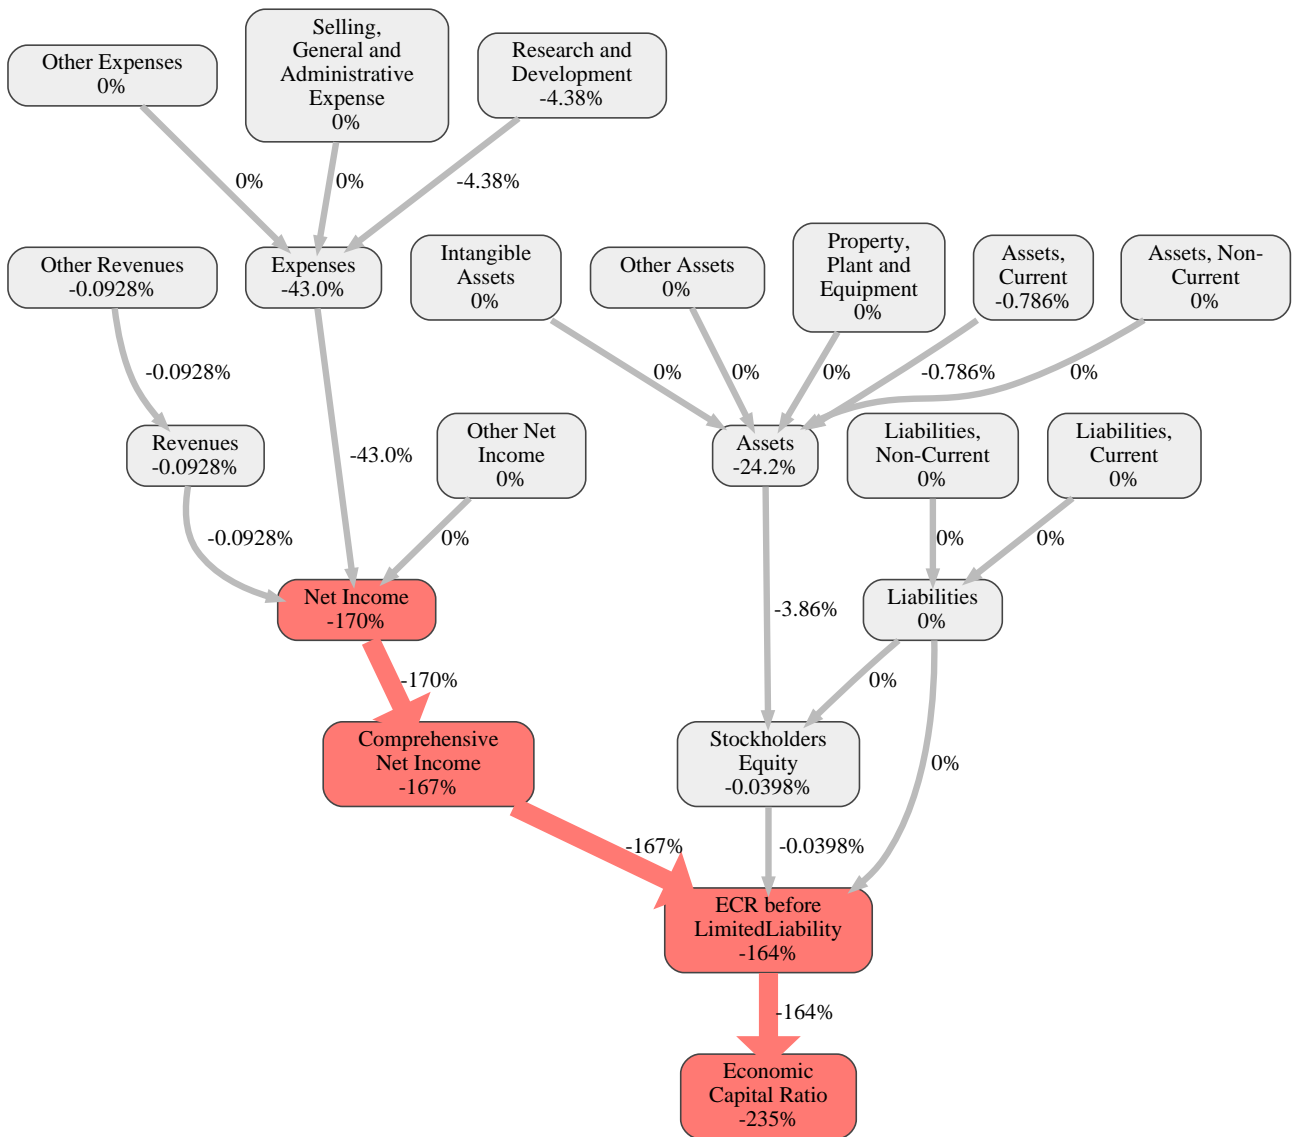 Other Expenses
0%
Selling,
General and
Administrative
Expense
0%
Research and
Development
-4.38%
0%
0%
-4.38%
Other Revenues
-0.0928%
Expenses
-43.0%
Intangible
Assets
0%
Other Assets
0%
Property,
Plant and
Equipment
0%
Assets,
Current
-0.786%
Assets, Non-
Current
0%
-0.0928%
0%
0%
0%
-0.786%
0%
Revenues
-0.0928%
-43.0%
Other Net
Income
0%
Assets
-24.2%
Liabilities,
Non-Current
0%
Liabilities,
Current
0%
-0.0928%
0%
0%
0%
Net Income
-170%
-3.86%
Liabilities
0%
-170%
0%
Comprehensive
Net Income
-167%
Stockholders
Equity
-0.0398%
0%
-167%
-0.0398%
ECR before
LimitedLiability
-164%
-164%
Economic
Capital Ratio
-235%